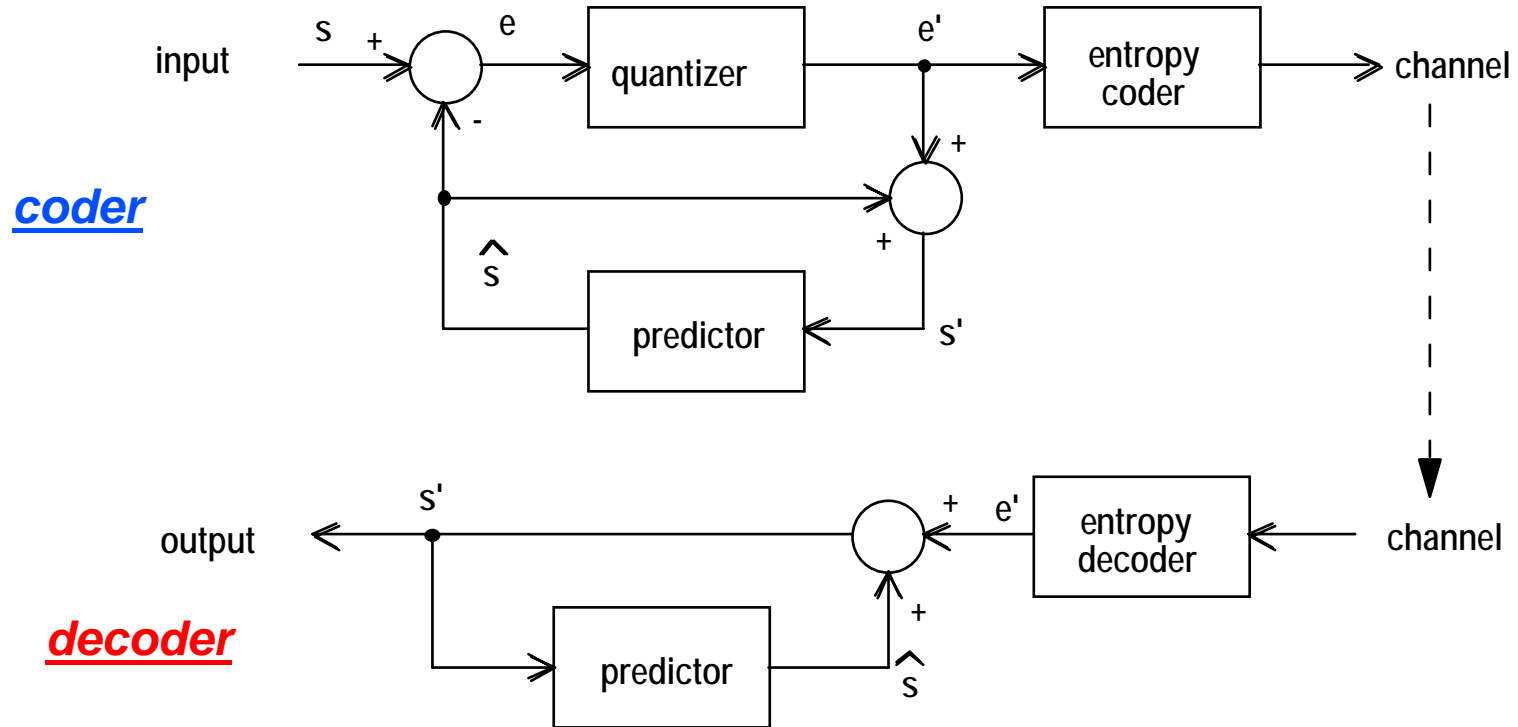 s + e e'
input quantizer entropy coder channel
-
+
coder
+
ŝ
predictor s'
s' + e'
output entropy decoder channel
+
decoder
predictor ŝ